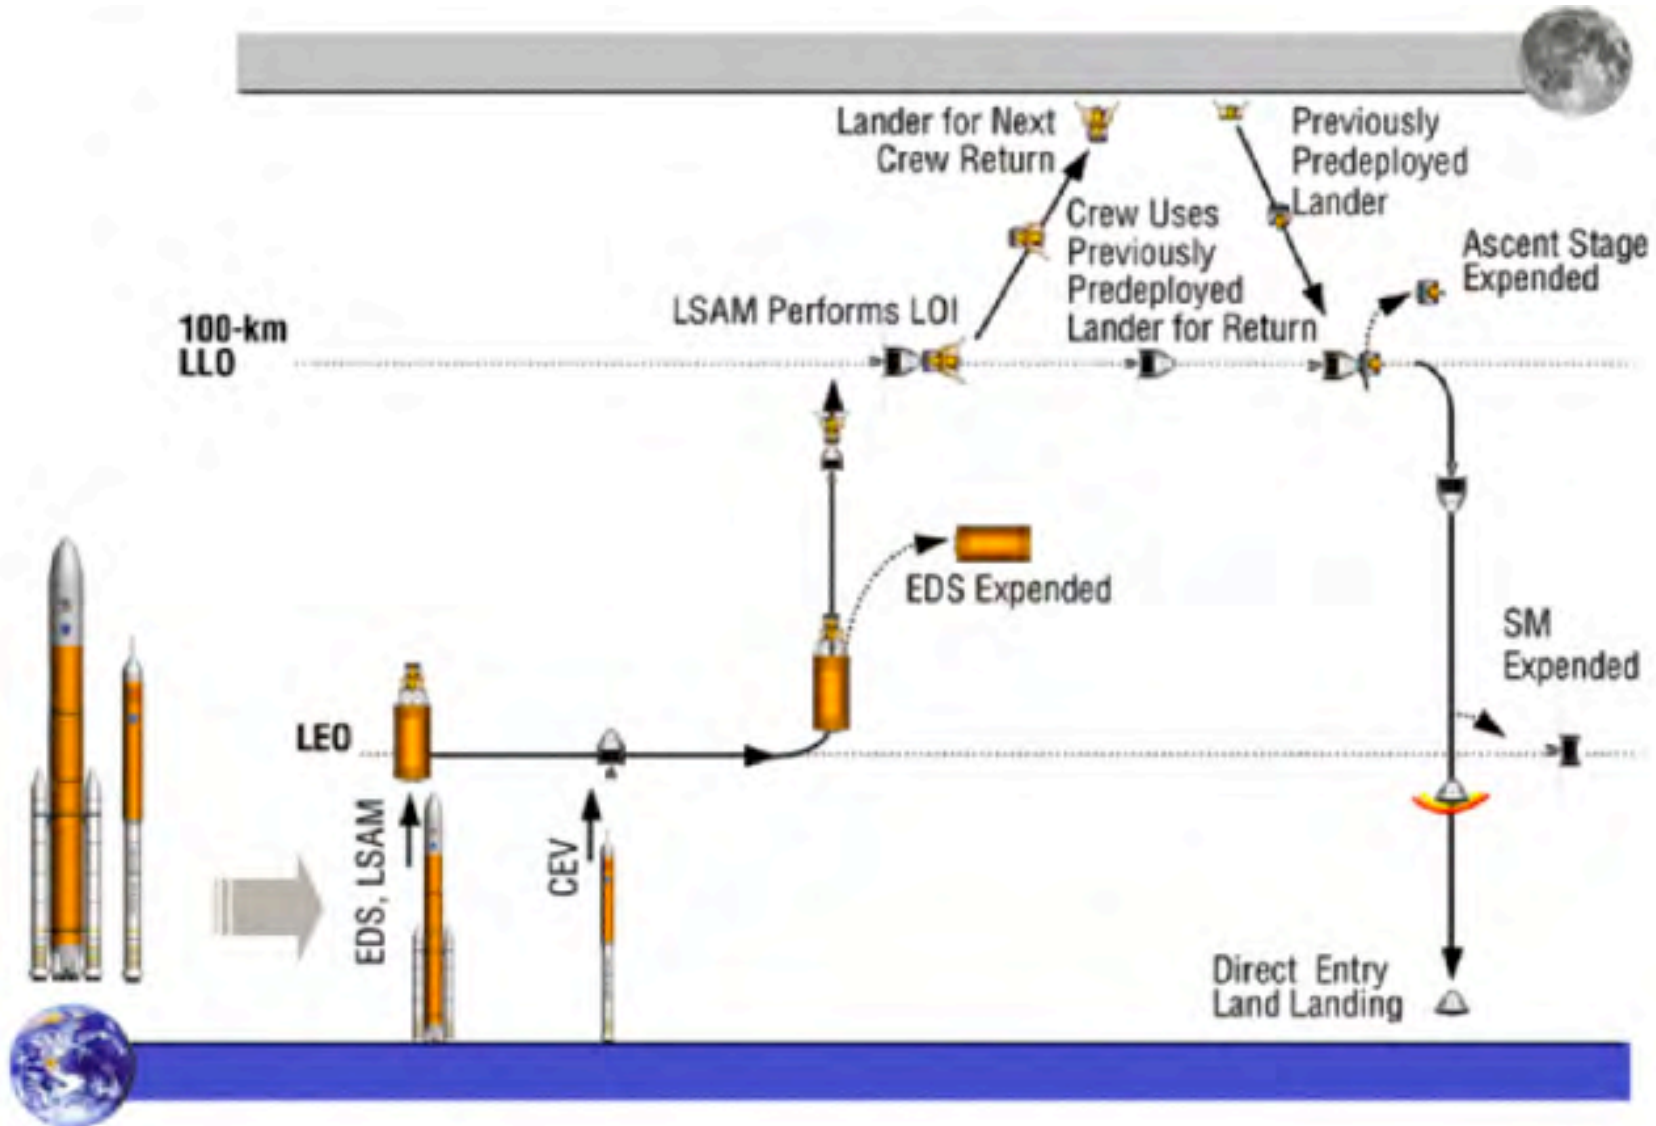 Lander for Next
Crew Return
Previously
Predeployed
Lander
Crew Uses
Previously
Predeployed
Lander for Return
Ascent Stage
Expended
LSAM Performs LOI
100-km
LLO
EDS Expended
SM
Expended
LEO
EDS, LSAM
CEV
Direct Entry
Land Landing